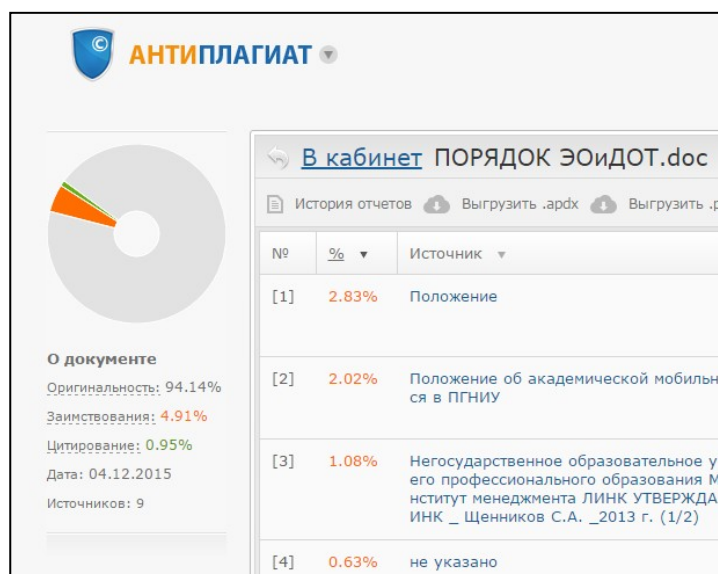 ©
АНТИПЛАГИАТ
В кабинет ПОРЯДОК ЭОиДОТ.doc
История отчетов Выгрузить .apdx Выгрузить .p
№ % Источник
[1] 2.83% Положение
[2] 2.02% Положение об академической мобильн
ся в ПГНИУ
[3] 1.08% Негосударственное образовательное у
его профессионального образования М
нститут менеджмента ЛИНК УТВЕРЖДА
ИНК _ Щенников С.А. _2013 г. (1/2)
[4] 0.63% не указано
О документе
Оригинальность: 94.14%
Заимствования: 4.91%
Цитирование: 0.95%
Дата: 04.12.2015
Источников: 9